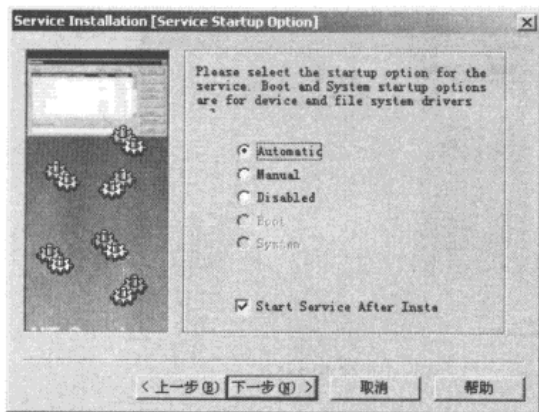 Service Installation [Service Startup Option]
Please select the startup option for the
service. Boot and System startup options
are for device and file system drivers
Automatic
Manual
Disabled
Boot
System
Start Service After Insta
< 上一步(B)
下一步(N) >
取消
帮助